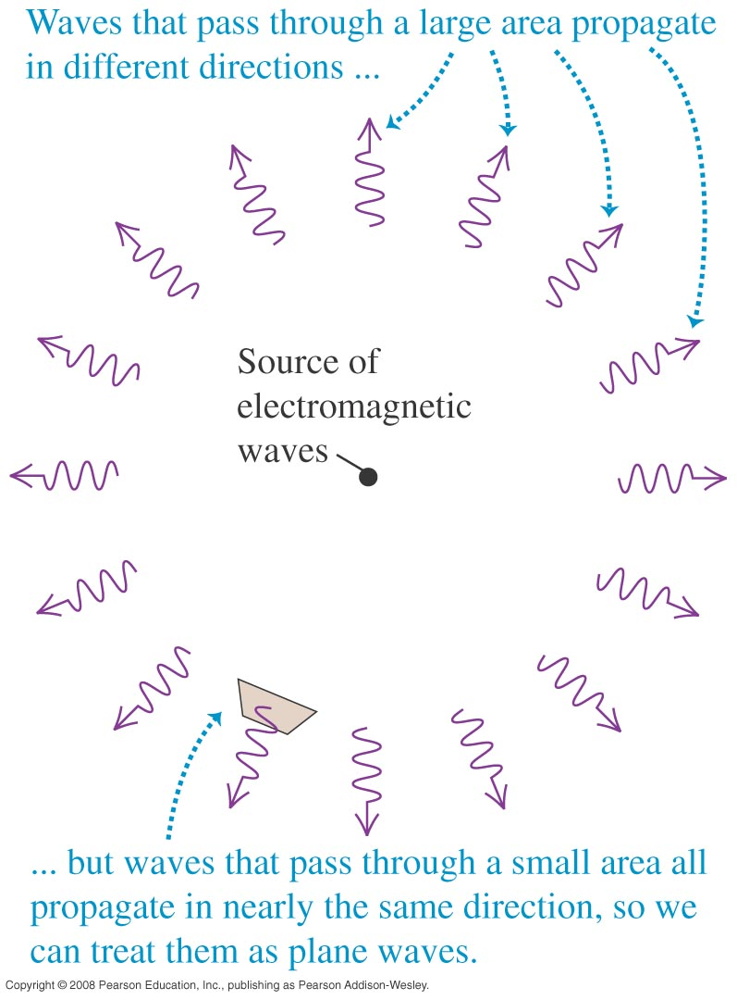 Waves that pass through a large area propagate
in different directions ...
Source of
electromagnetic
waves
... but waves that pass through a small area all
propagate in nearly the same direction, so we
can treat them as plane waves.
Copyright © 2008 Pearson Education, Inc., publishing as Pearson Addison-Wesley.